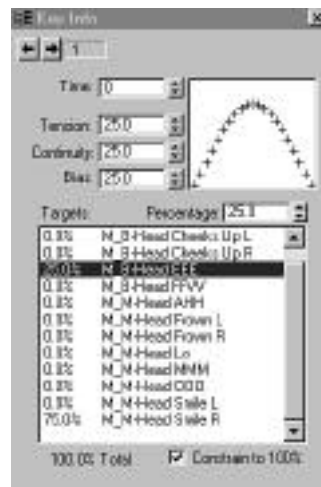 Key Info
1
Time: 0
Tension: 25.0
Continuity: 25.0
Bias: 25.0
Targets: Percentage: 25.0
0.0% M_B-Head Cheeks Up L
0.0% M_B-Head Cheeks Up R
25.0% M_B-Head EEE
0.0% M_B-Head FFVV
0.0% M_M-Head AHH
0.0% M_M-Head Frown L
0.0% M_M-Head Frown R
0.0% M_M-Head Lo
0.0% M_M-Head MMM
0.0% M_M-Head OOO
0.0% M_M-Head Smile L
75.0% M_M-Head Smile R
100.0% Total Constrain to 100%